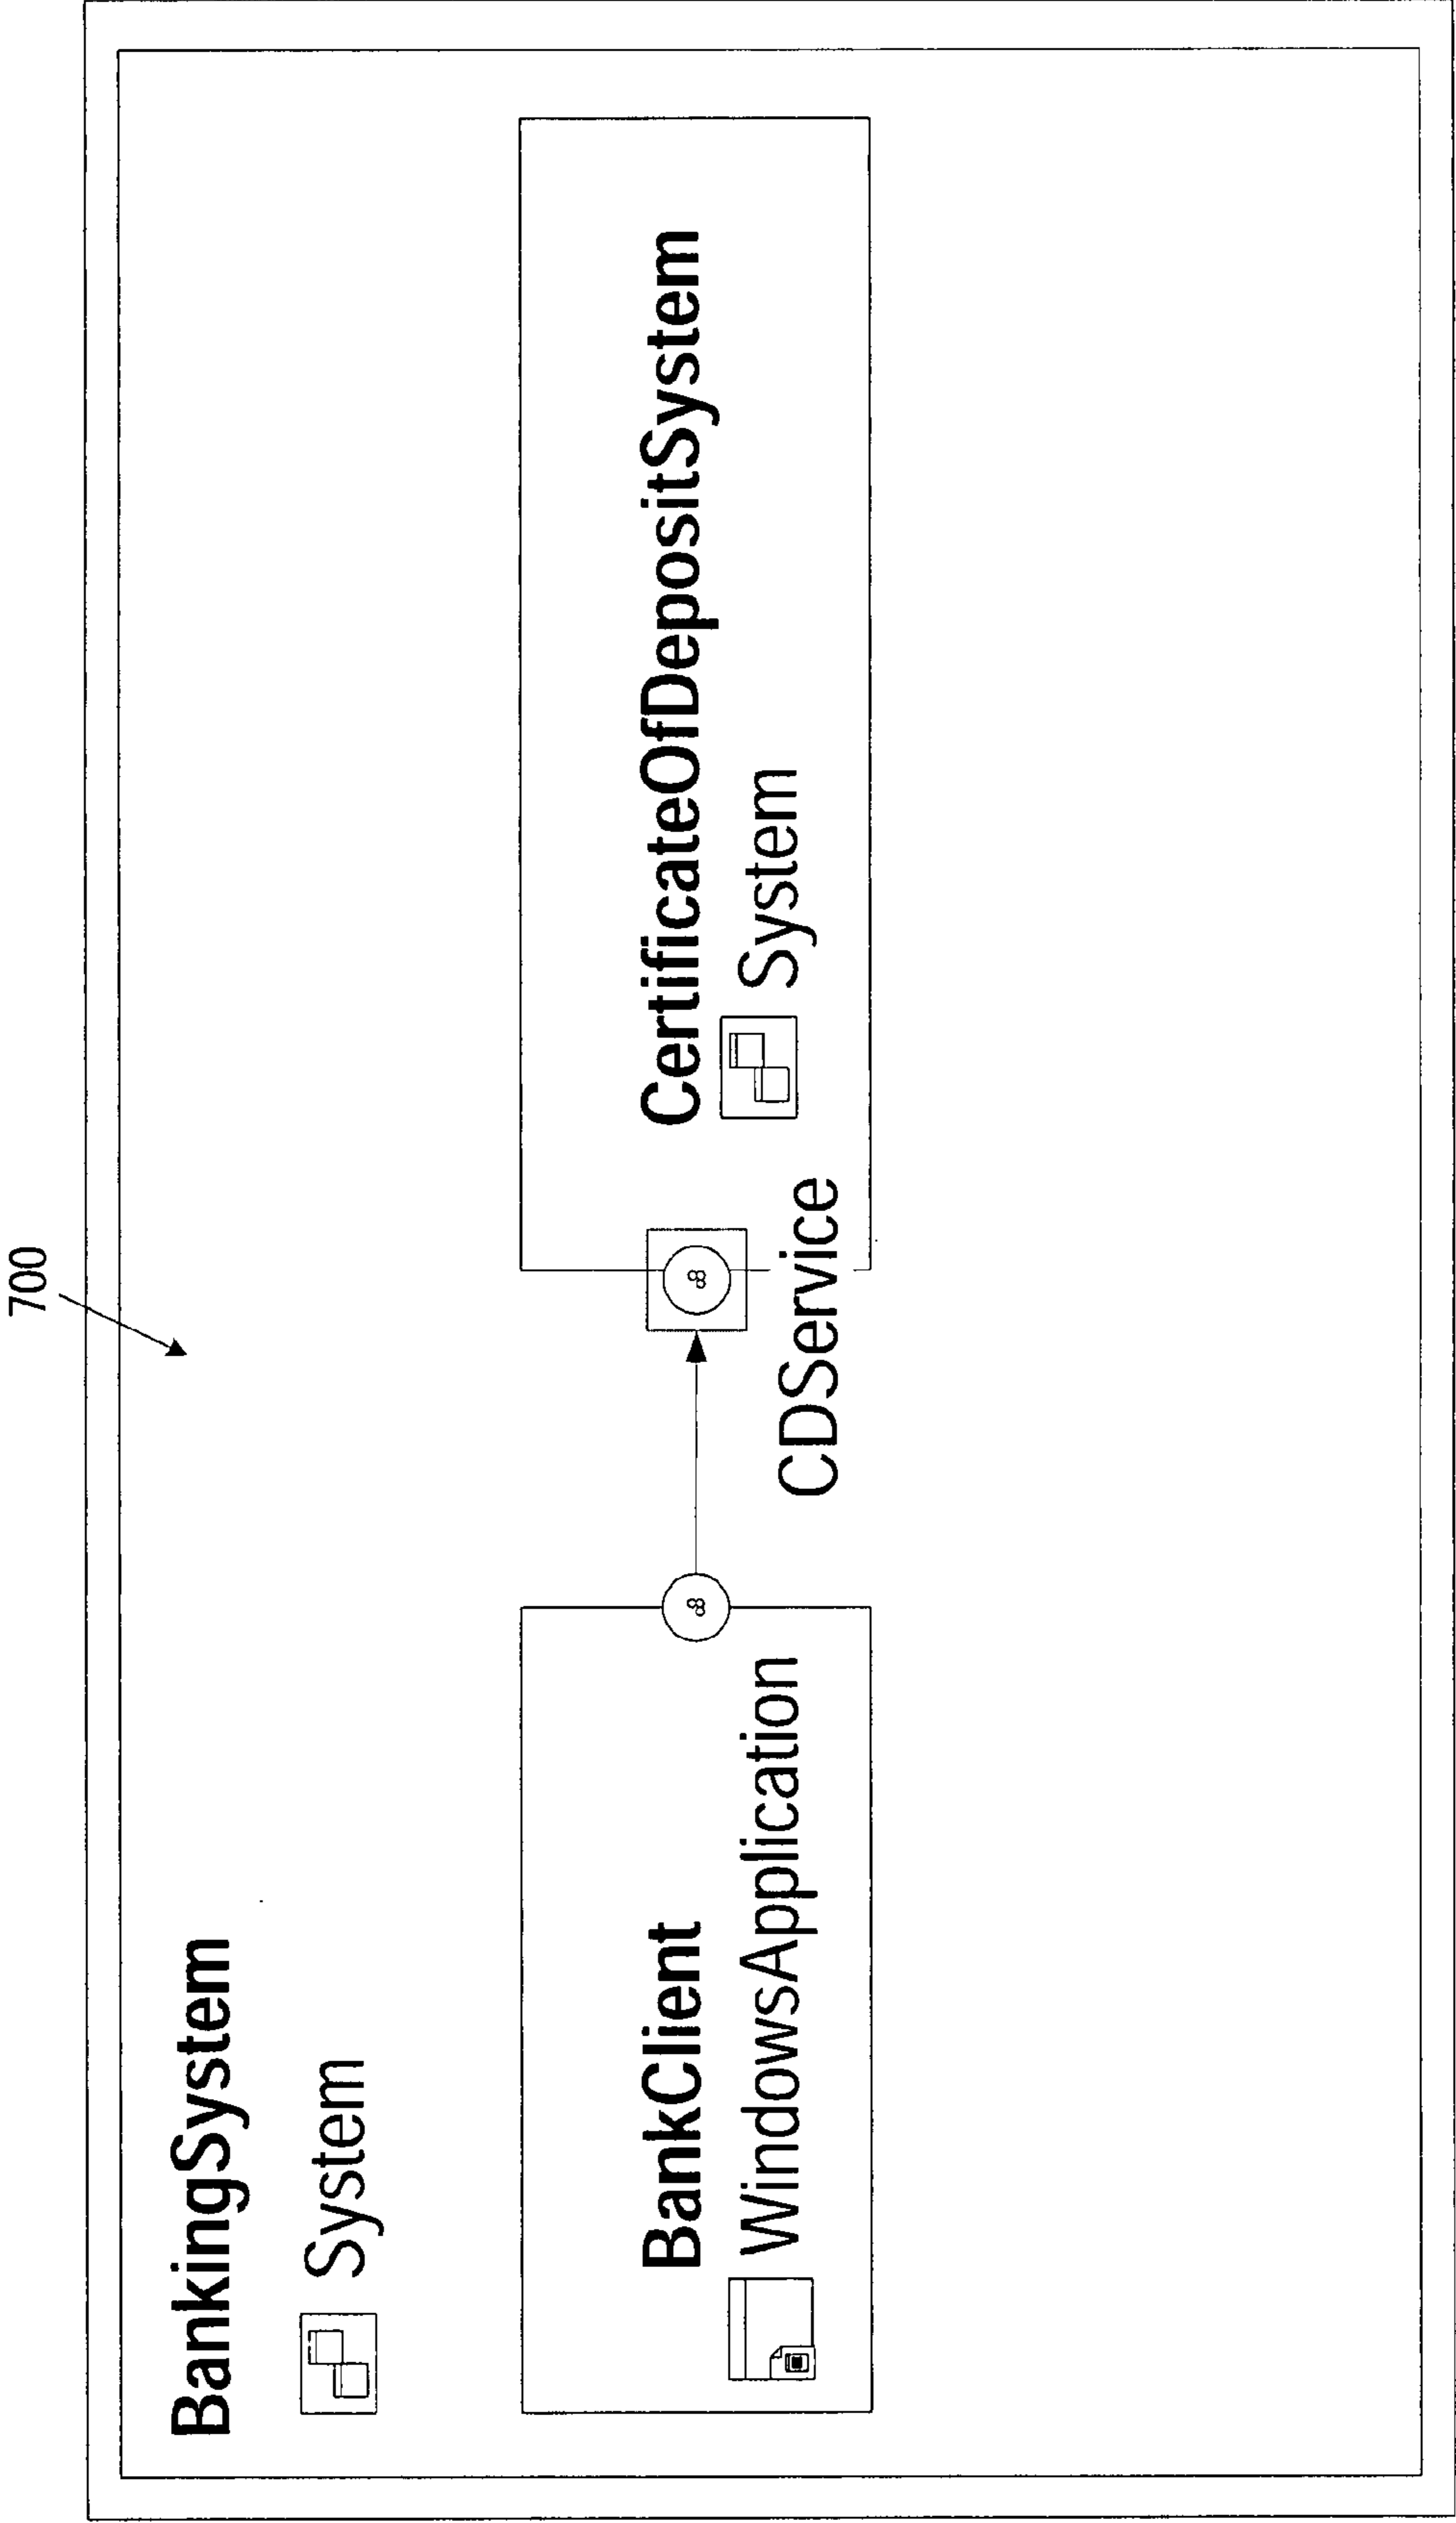 700
BankingSystem
System
BankClient
WindowsApplication
CDService
CertificateOfDepositSystem
System